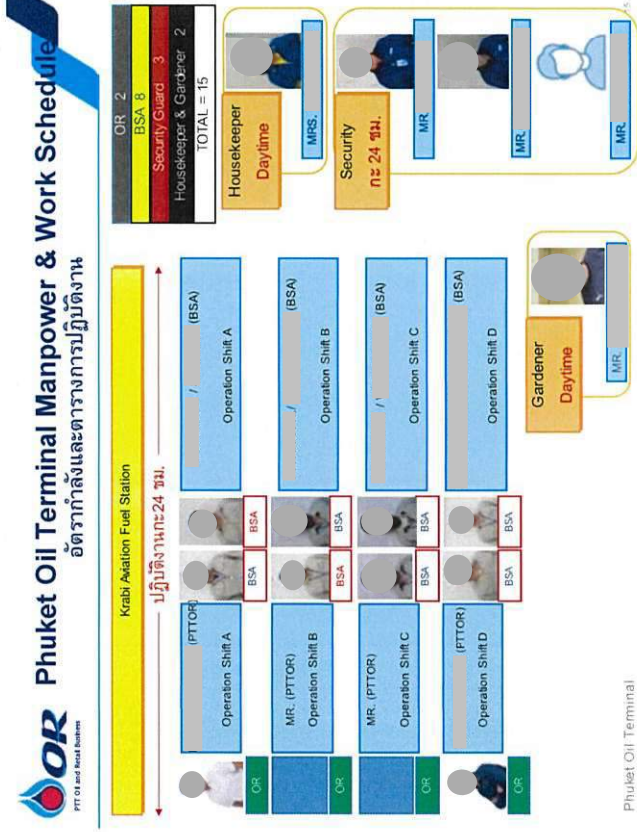 OR
PTT Oil and Retail Business
Phuket Oil Terminal Manpower & Work Schedule
อัตรากำลังและตารางการปฏิบัติงาน
Krabi Aviation Fuel Station
ปฏิบัติงานกะ24 ชม.
OR 2
BSA 8
Security Guard 3
Housekeeper & Gardener 2
TOTAL = 15
OR
(PTTOR)
Operation Shift A
BSA
BSA
/ (BSA)
Operation Shift A
OR
MR. (PTTOR)
Operation Shift B
BSA
BSA
/ (BSA)
Operation Shift B
OR
MR. (PTTOR)
Operation Shift C
BSA
BSA
/ (BSA)
Operation Shift C
OR
(PTTOR)
Operation Shift D
BSA
BSA
(BSA)
Operation Shift D
Housekeeper
Daytime
MRS.
Security
กะ 24 ชม.
MR.
MR.
MR.
Gardener
Daytime
MR.
Phuket Oil Terminal
15